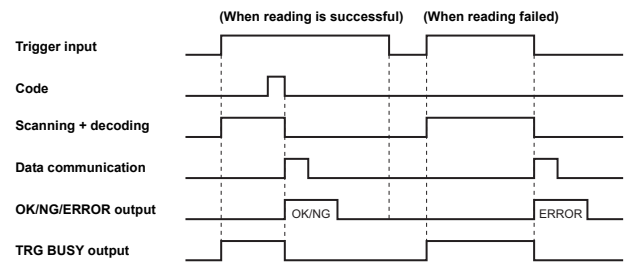 (When reading is successful) (When reading failed)
Trigger input
Code
Scanning + decoding
Data communication
OK/NG/ERROR output
OK/NG
ERROR
TRG BUSY output